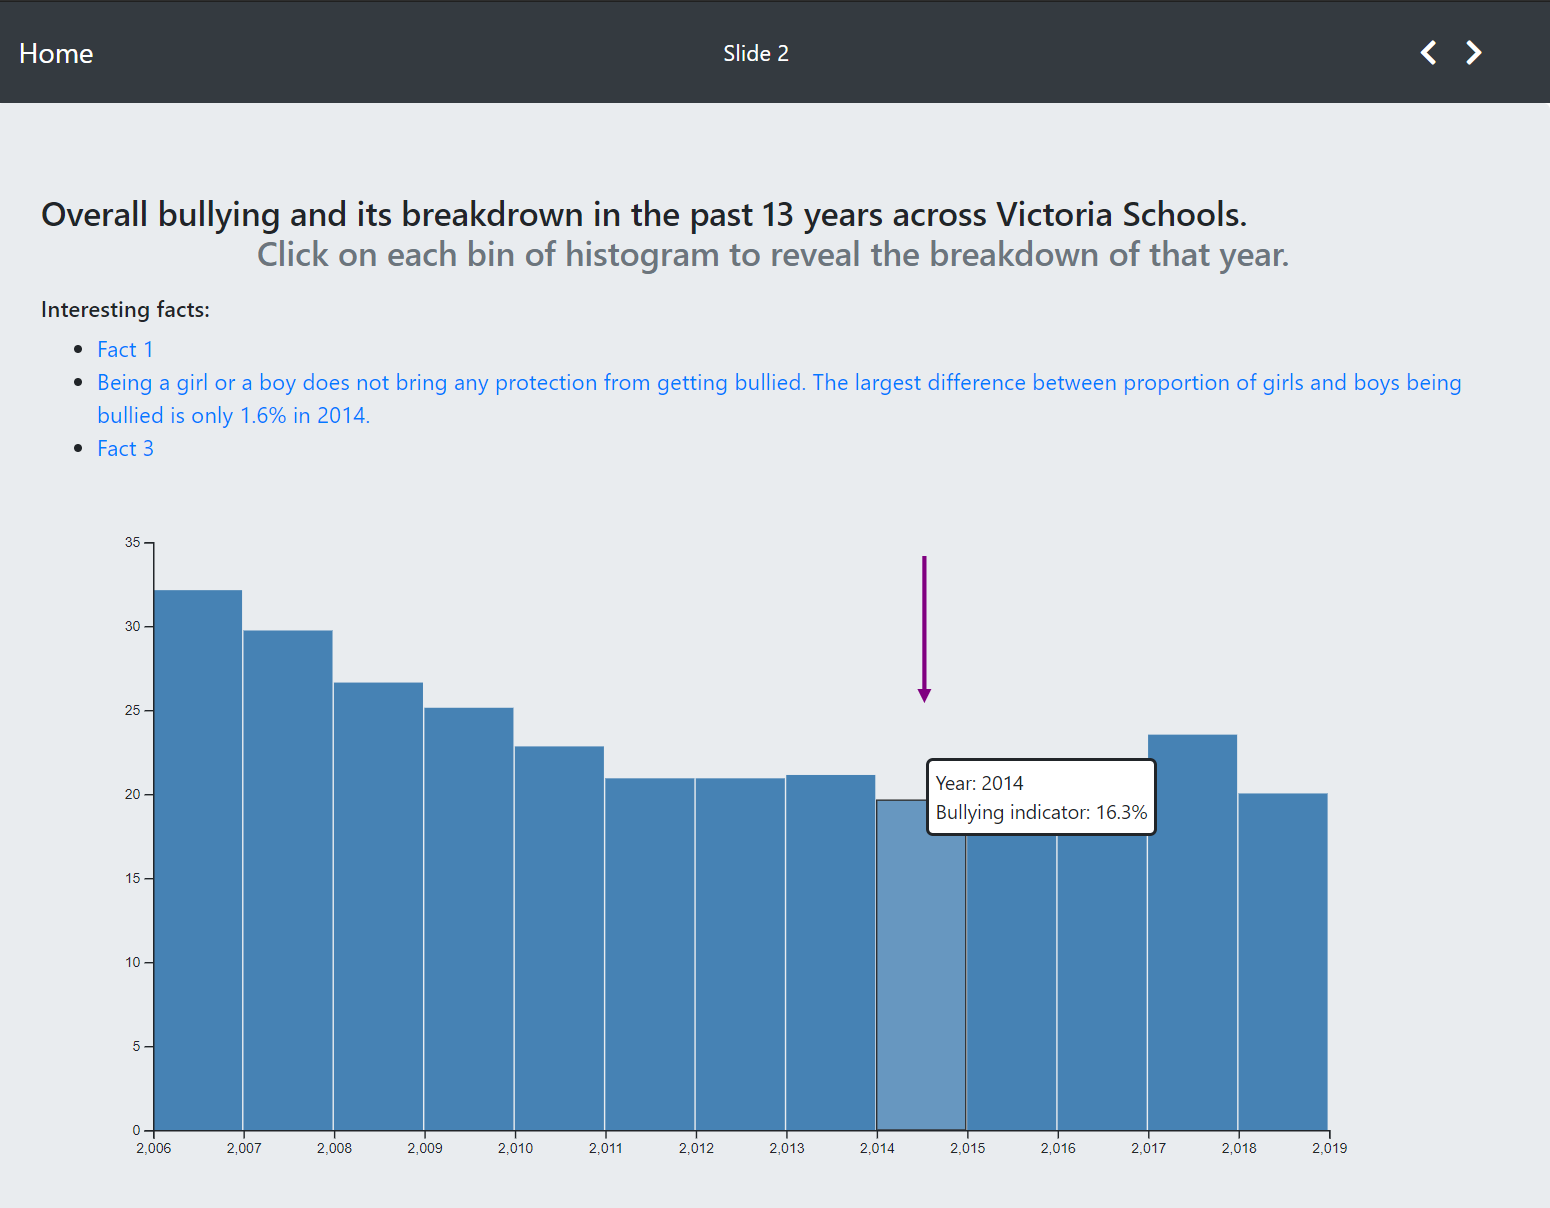 Home
Slide 2
Overall bullying and its breakdrown in the past 13 years across Victoria Schools.
Click on each bin of histogram to reveal the breakdown of that year.
Interesting facts:
Fact 1
Being a girl or a boy does not bring any protection from getting bullied. The largest difference between proportion of girls and boys being
bullied is only 1.6% in 2014.
Fact 3
35
30
25
20
15
10
5
0
Year: 2014
Bullying indicator: 16.3%
2,006 2,007 2,008 2,009 2,010 2,011 2,012 2,013 2,014 2,015 2,016 2,017 2,018 2,019